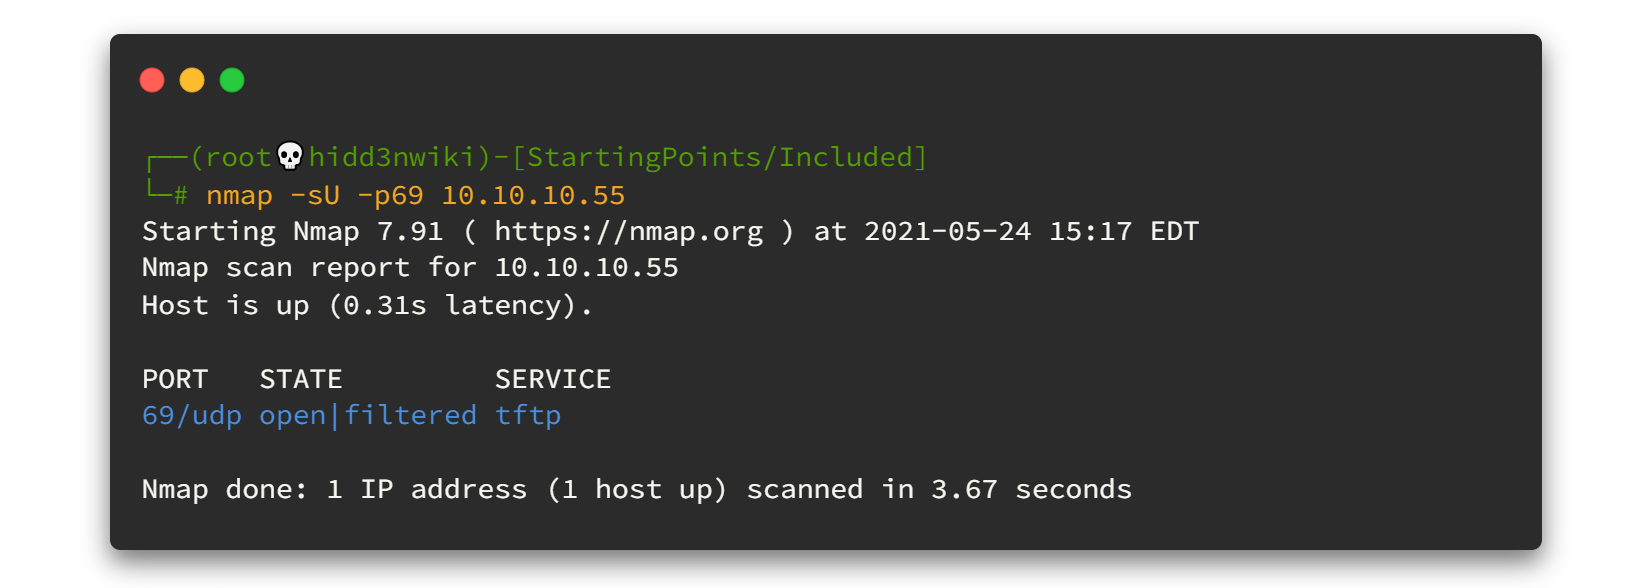 ┌──(root💀hidd3nwiki)-[StartingPoints/Included]
└─# nmap -sU -p69 10.10.10.55
Starting Nmap 7.91 ( https://nmap.org ) at 2021-05-24 15:17 EDT
Nmap scan report for 10.10.10.55
Host is up (0.31s latency).
PORT   STATE         SERVICE
69/udp open|filtered tftp
Nmap done: 1 IP address (1 host up) scanned in 3.67 seconds